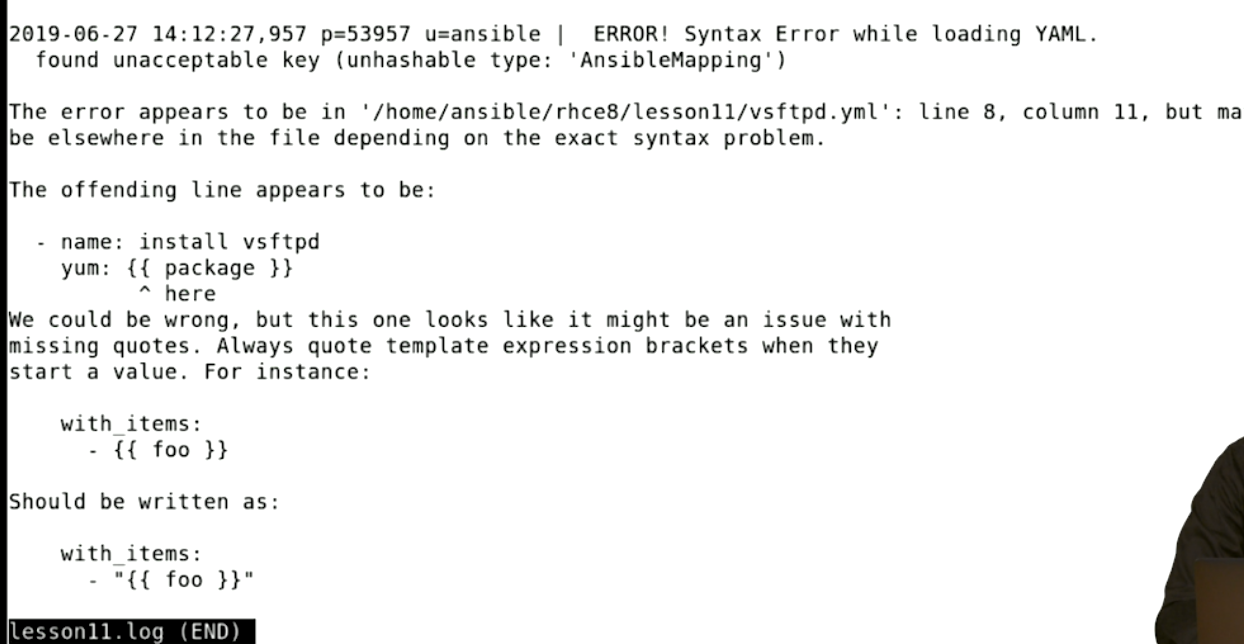 2019-06-27 14:12:27,957 p=53957 u=ansible |  ERROR! Syntax Error while loading YAML.
  found unacceptable key (unhashable type: 'AnsibleMapping')
The error appears to be in '/home/ansible/rhce8/lesson11/vsftpd.yml': line 8, column 11, but ma
be elsewhere in the file depending on the exact syntax problem.
The offending line appears to be:
  - name: install vsftpd
    yum: {{ package }}
          ^ here
We could be wrong, but this one looks like it might be an issue with
missing quotes. Always quote template expression brackets when they
start a value. For instance:
    with_items:
      - {{ foo }}
Should be written as:
    with_items:
      - "{{ foo }}"
lesson11.log (END)